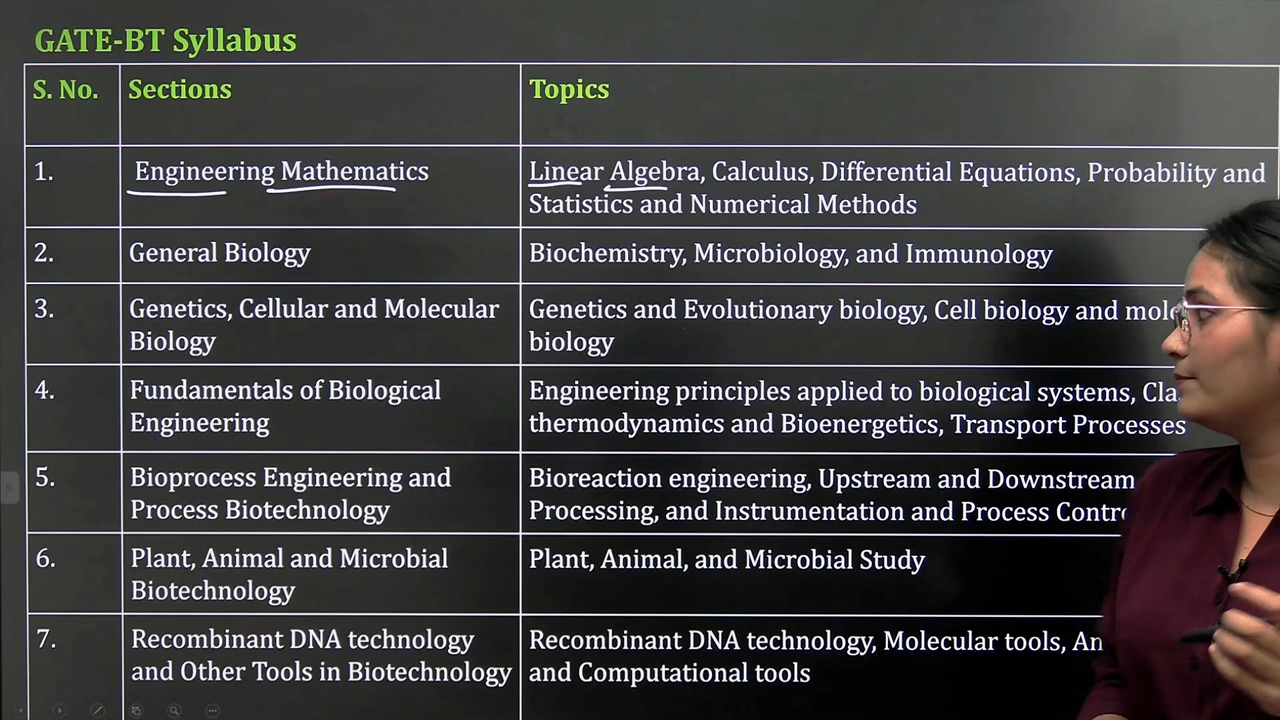 GATE-BT Syllabus
S. No. Sections Topics
1. Engineering Mathematics Linear Algebra, Calculus, Differential Equations, Probability and
Statistics and Numerical Methods
2. General Biology Biochemistry, Microbiology, and Immunology
3. Genetics, Cellular and Molecular Genetics and Evolutionary biology, Cell biology and
Biology biology
4. Fundamentals of Biological Engineering principles applied to biological systems,
Engineering thermodynamics and Bioenergetics, Transport Processes
5. Bioprocess Engineering and Bioreaction engineering, Upstream and Downstream
Process Biotechnology Processing, and Instrumentation and Process
6. Plant, Animal and Microbial Plant, Animal, and Microbial Study
Biotechnology
7. Recombinant DNA technology Recombinant DNA technology, Molecular tools,
and Other Tools in Biotechnology and Computational tools